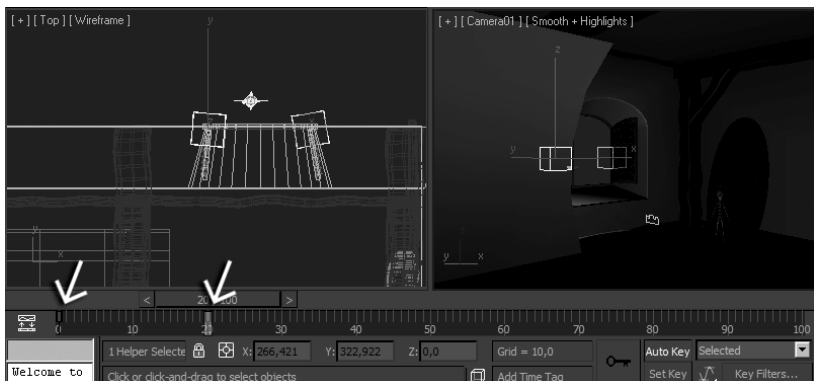 [ + ] [ Top ] [ Wireframe ]
y
x
x
y
x
[ + ] [ Camera01 ] [ Smooth + Highlights ]
z
y
x
y
x
<
>
0 10 20 30 40 50 60 70 80 90 100
1 Helper Selecte X: 266,421 Y: 322,922 Z: 0,0 Grid = 10,0 Auto Key Selected
Welcome to Click or click-and-drag to select objects Add Time Tag Set Key Key Filters...